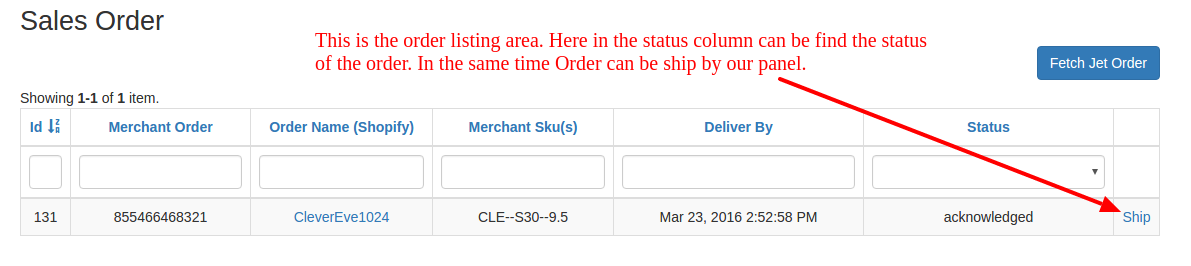 Sales Order
This is the order listing area. Here in the status column can be find the status
of the order. In the same time Order can be ship by our panel.
Fetch Jet Order
Showing 1-1 of 1 item.
Id Merchant Order Order Name (Shopify) Merchant Sku(s) Deliver By Status
131 855466468321 CleverEve1024 CLE--S30--9.5 Mar 23, 2016 2:52:58 PM acknowledged Ship